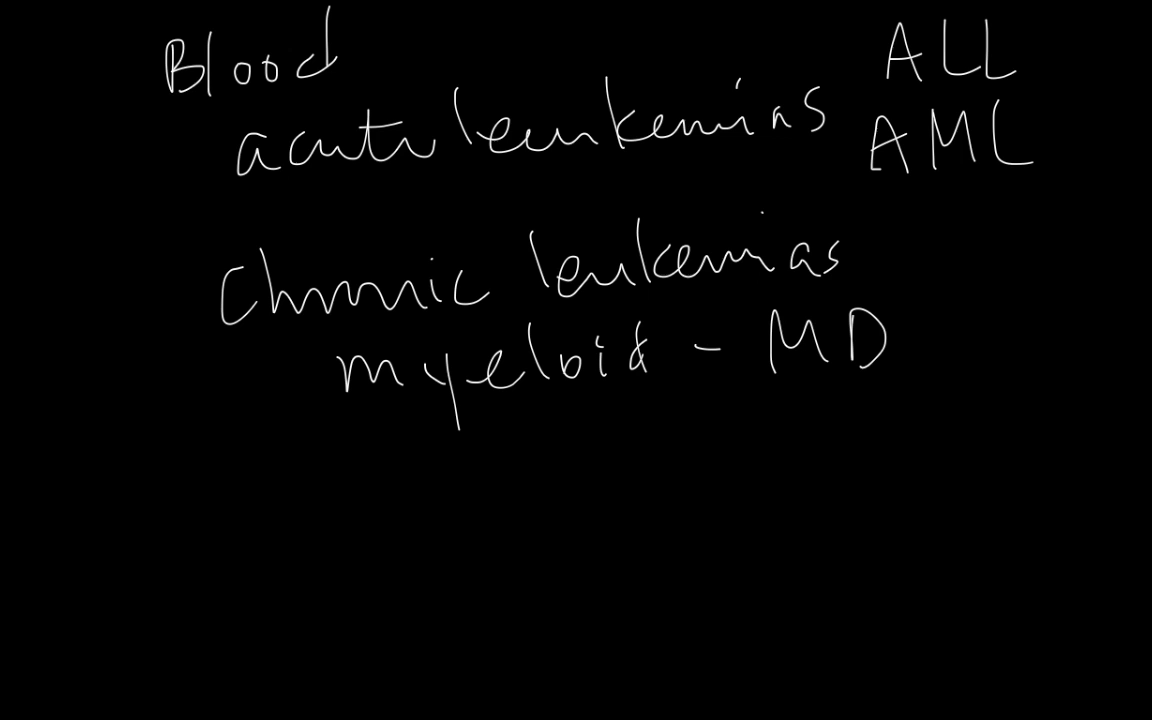 Blood
acute leukemias ALL
AML
Chronic leukemias
myeloid - MD